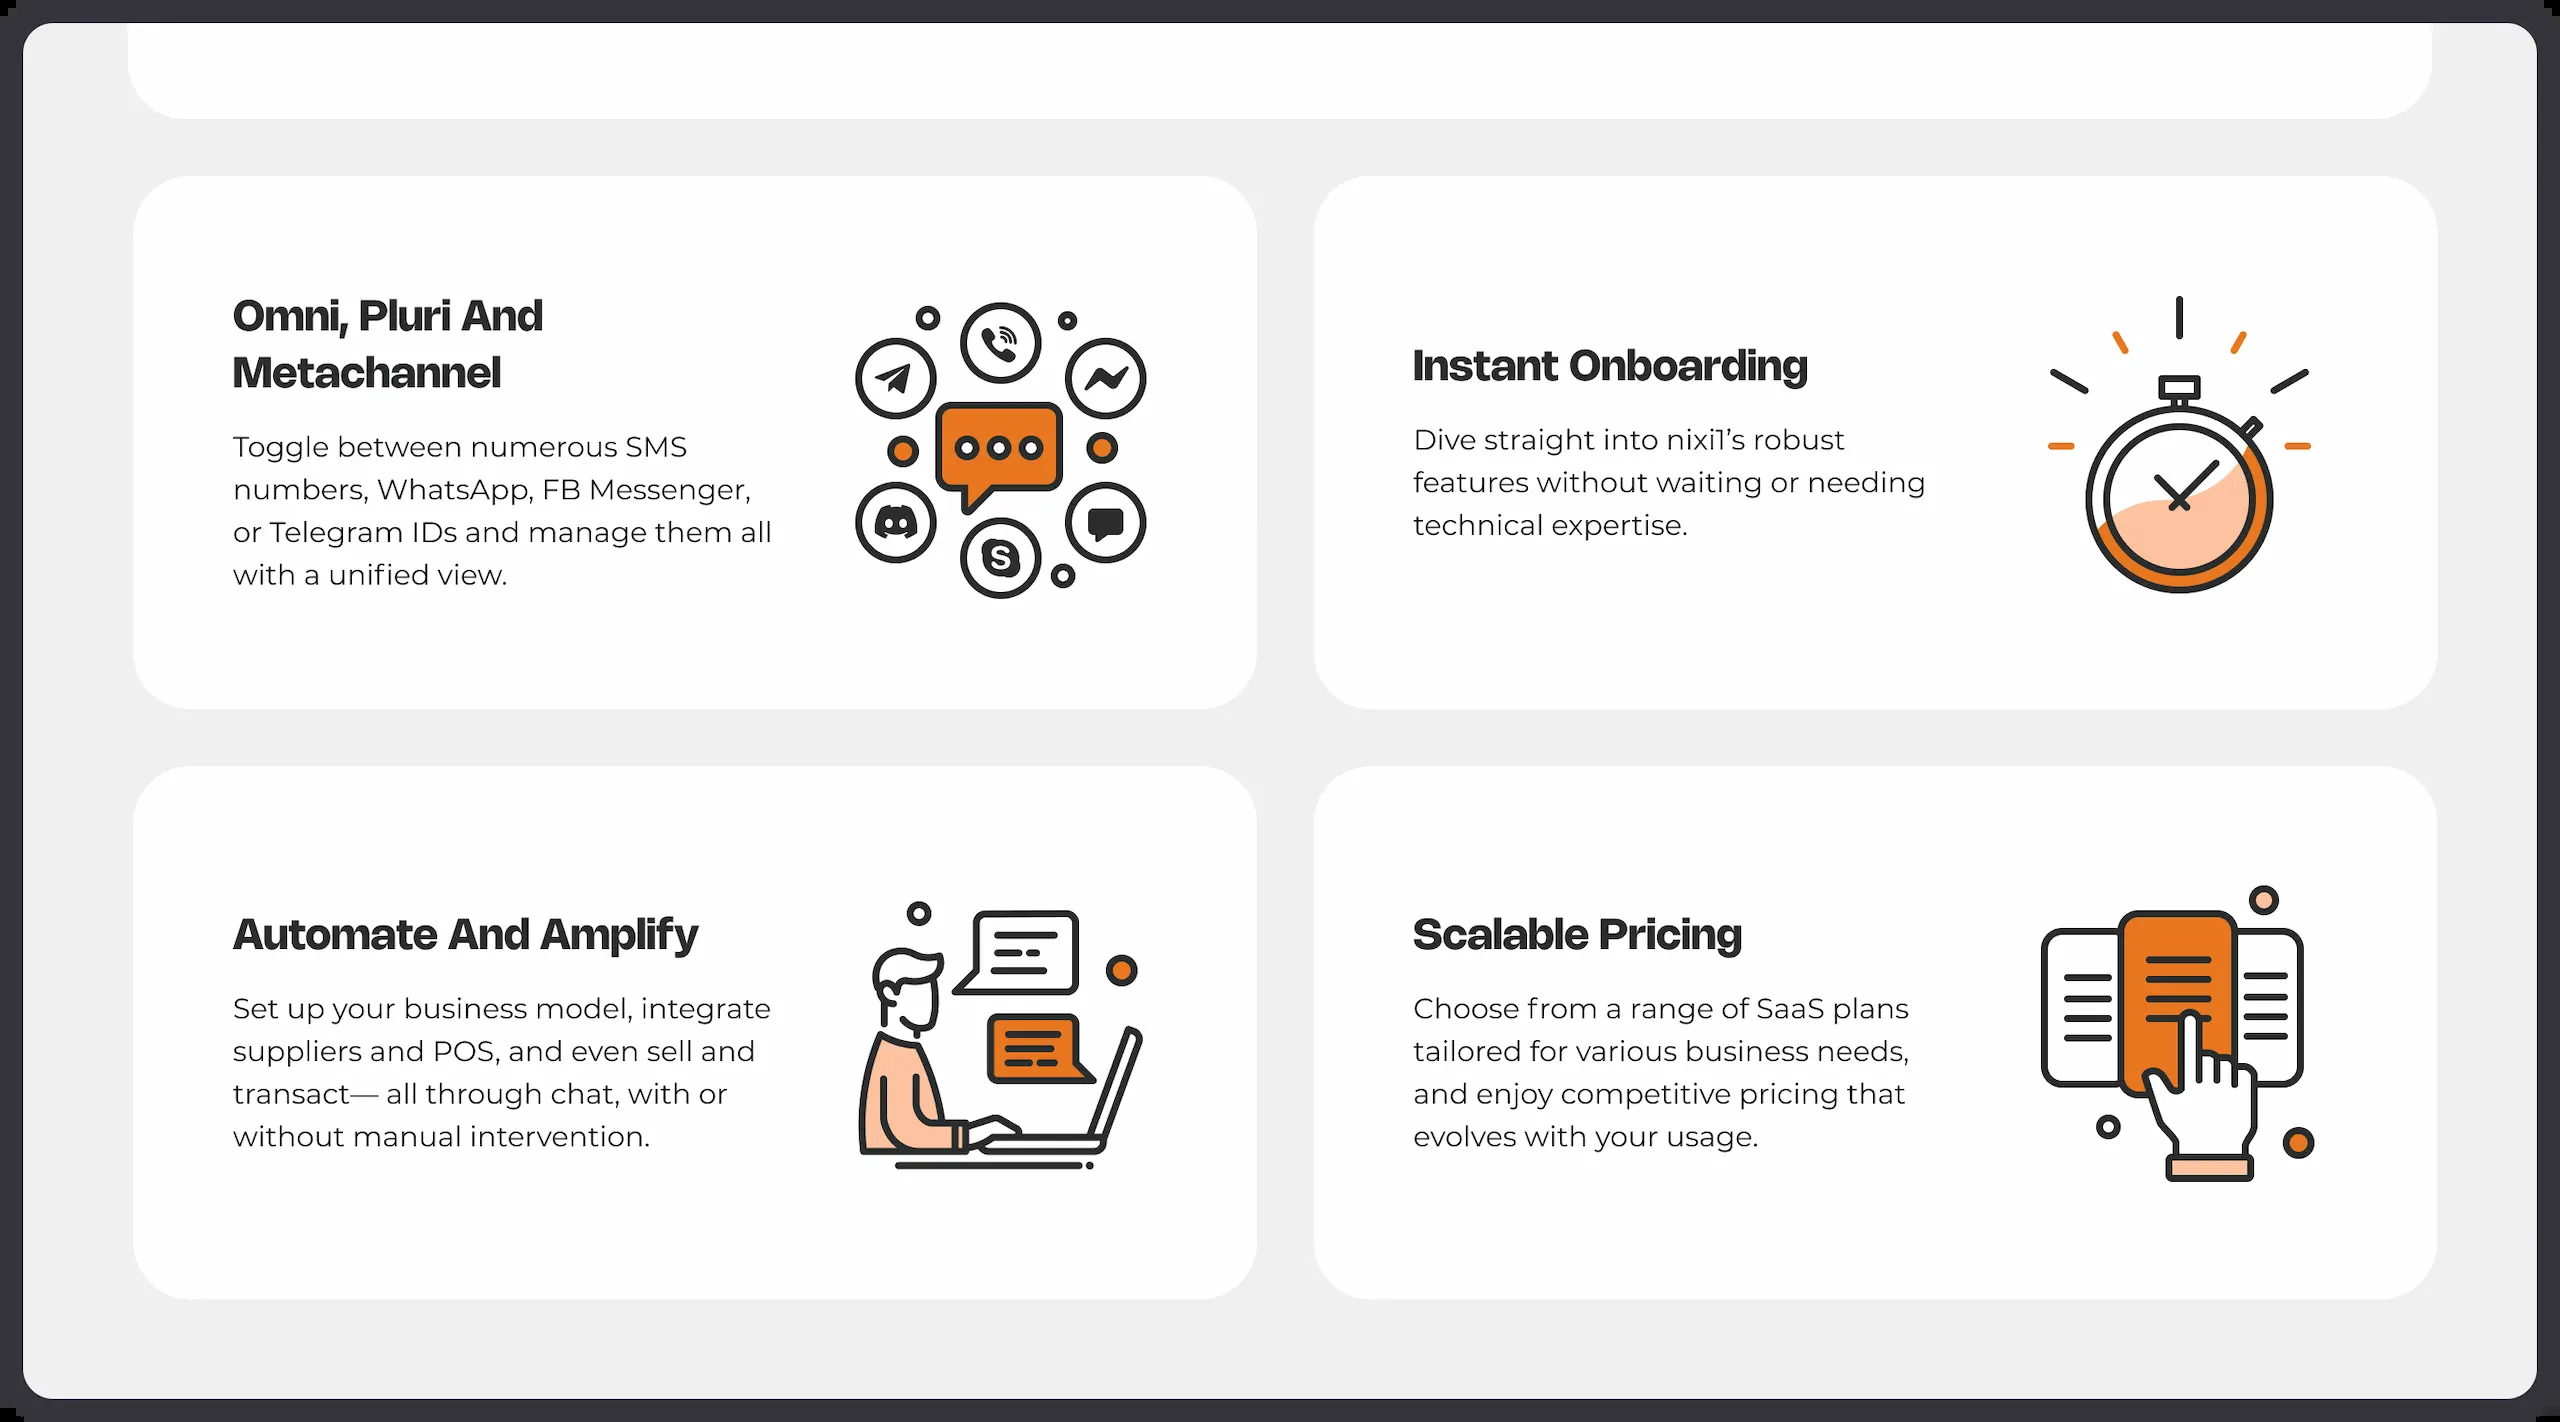 Omni, Pluri And
Metachannel
Toggle between numerous SMS
numbers, WhatsApp, FB Messenger,
or Telegram IDs and manage them all
with a unified view.
Instant Onboarding
Dive straight into nixi1’s robust
features without waiting or needing
technical expertise.
Automate And Amplify
Set up your business model, integrate
suppliers and POS, and even sell and
transact— all through chat, with or
without manual intervention.
Scalable Pricing
Choose from a range of SaaS plans
tailored for various business needs,
and enjoy competitive pricing that
evolves with your usage.